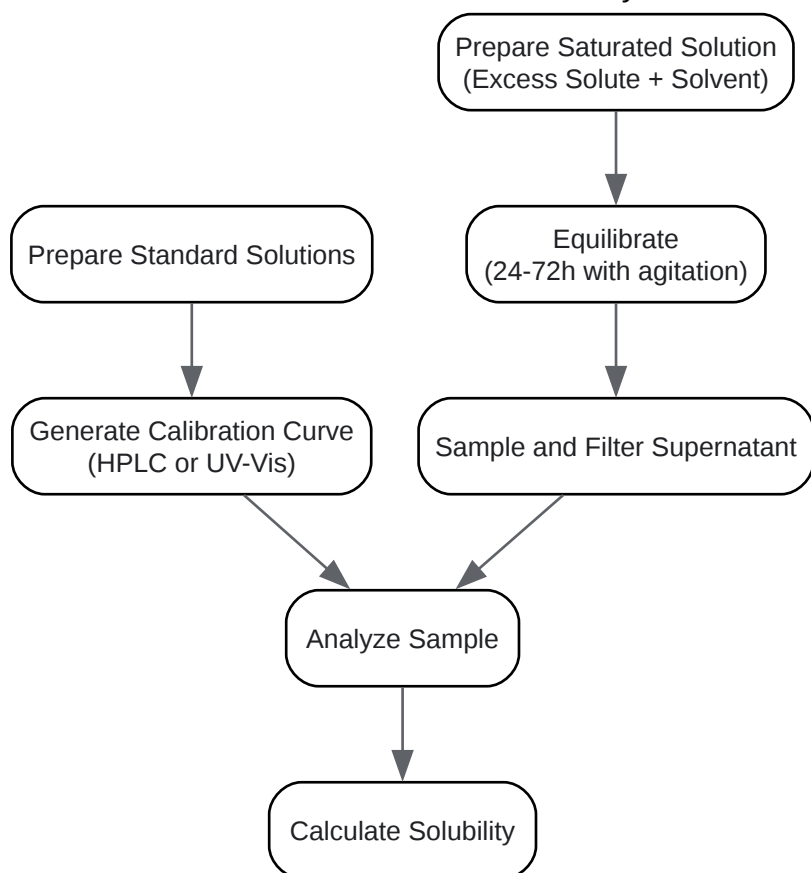 Prepare Saturated Solution
(Excess Solute + Solvent)
Prepare Standard Solutions
Equilibrate
(24-72h with agitation)
Generate Calibration Curve
(HPLC or UV-Vis)
Sample and Filter Supernatant
Analyze Sample
Calculate Solubility